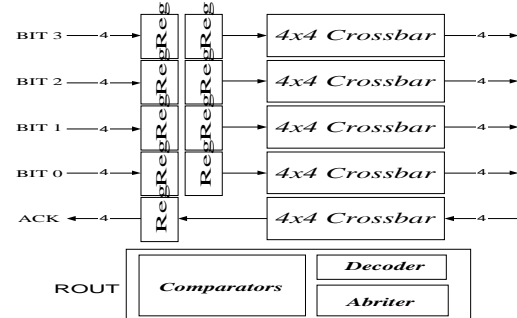 BIT 3 4 Reg Reg 4x4 Crossbar 4
BIT 2 4 Reg Reg 4x4 Crossbar 4
BIT 1 4 Reg Reg 4x4 Crossbar 4
BIT 0 4 Reg Reg 4x4 Crossbar 4
ACK 4 Reg 4x4 Crossbar 4
ROUT Comparators Decoder
Abriter